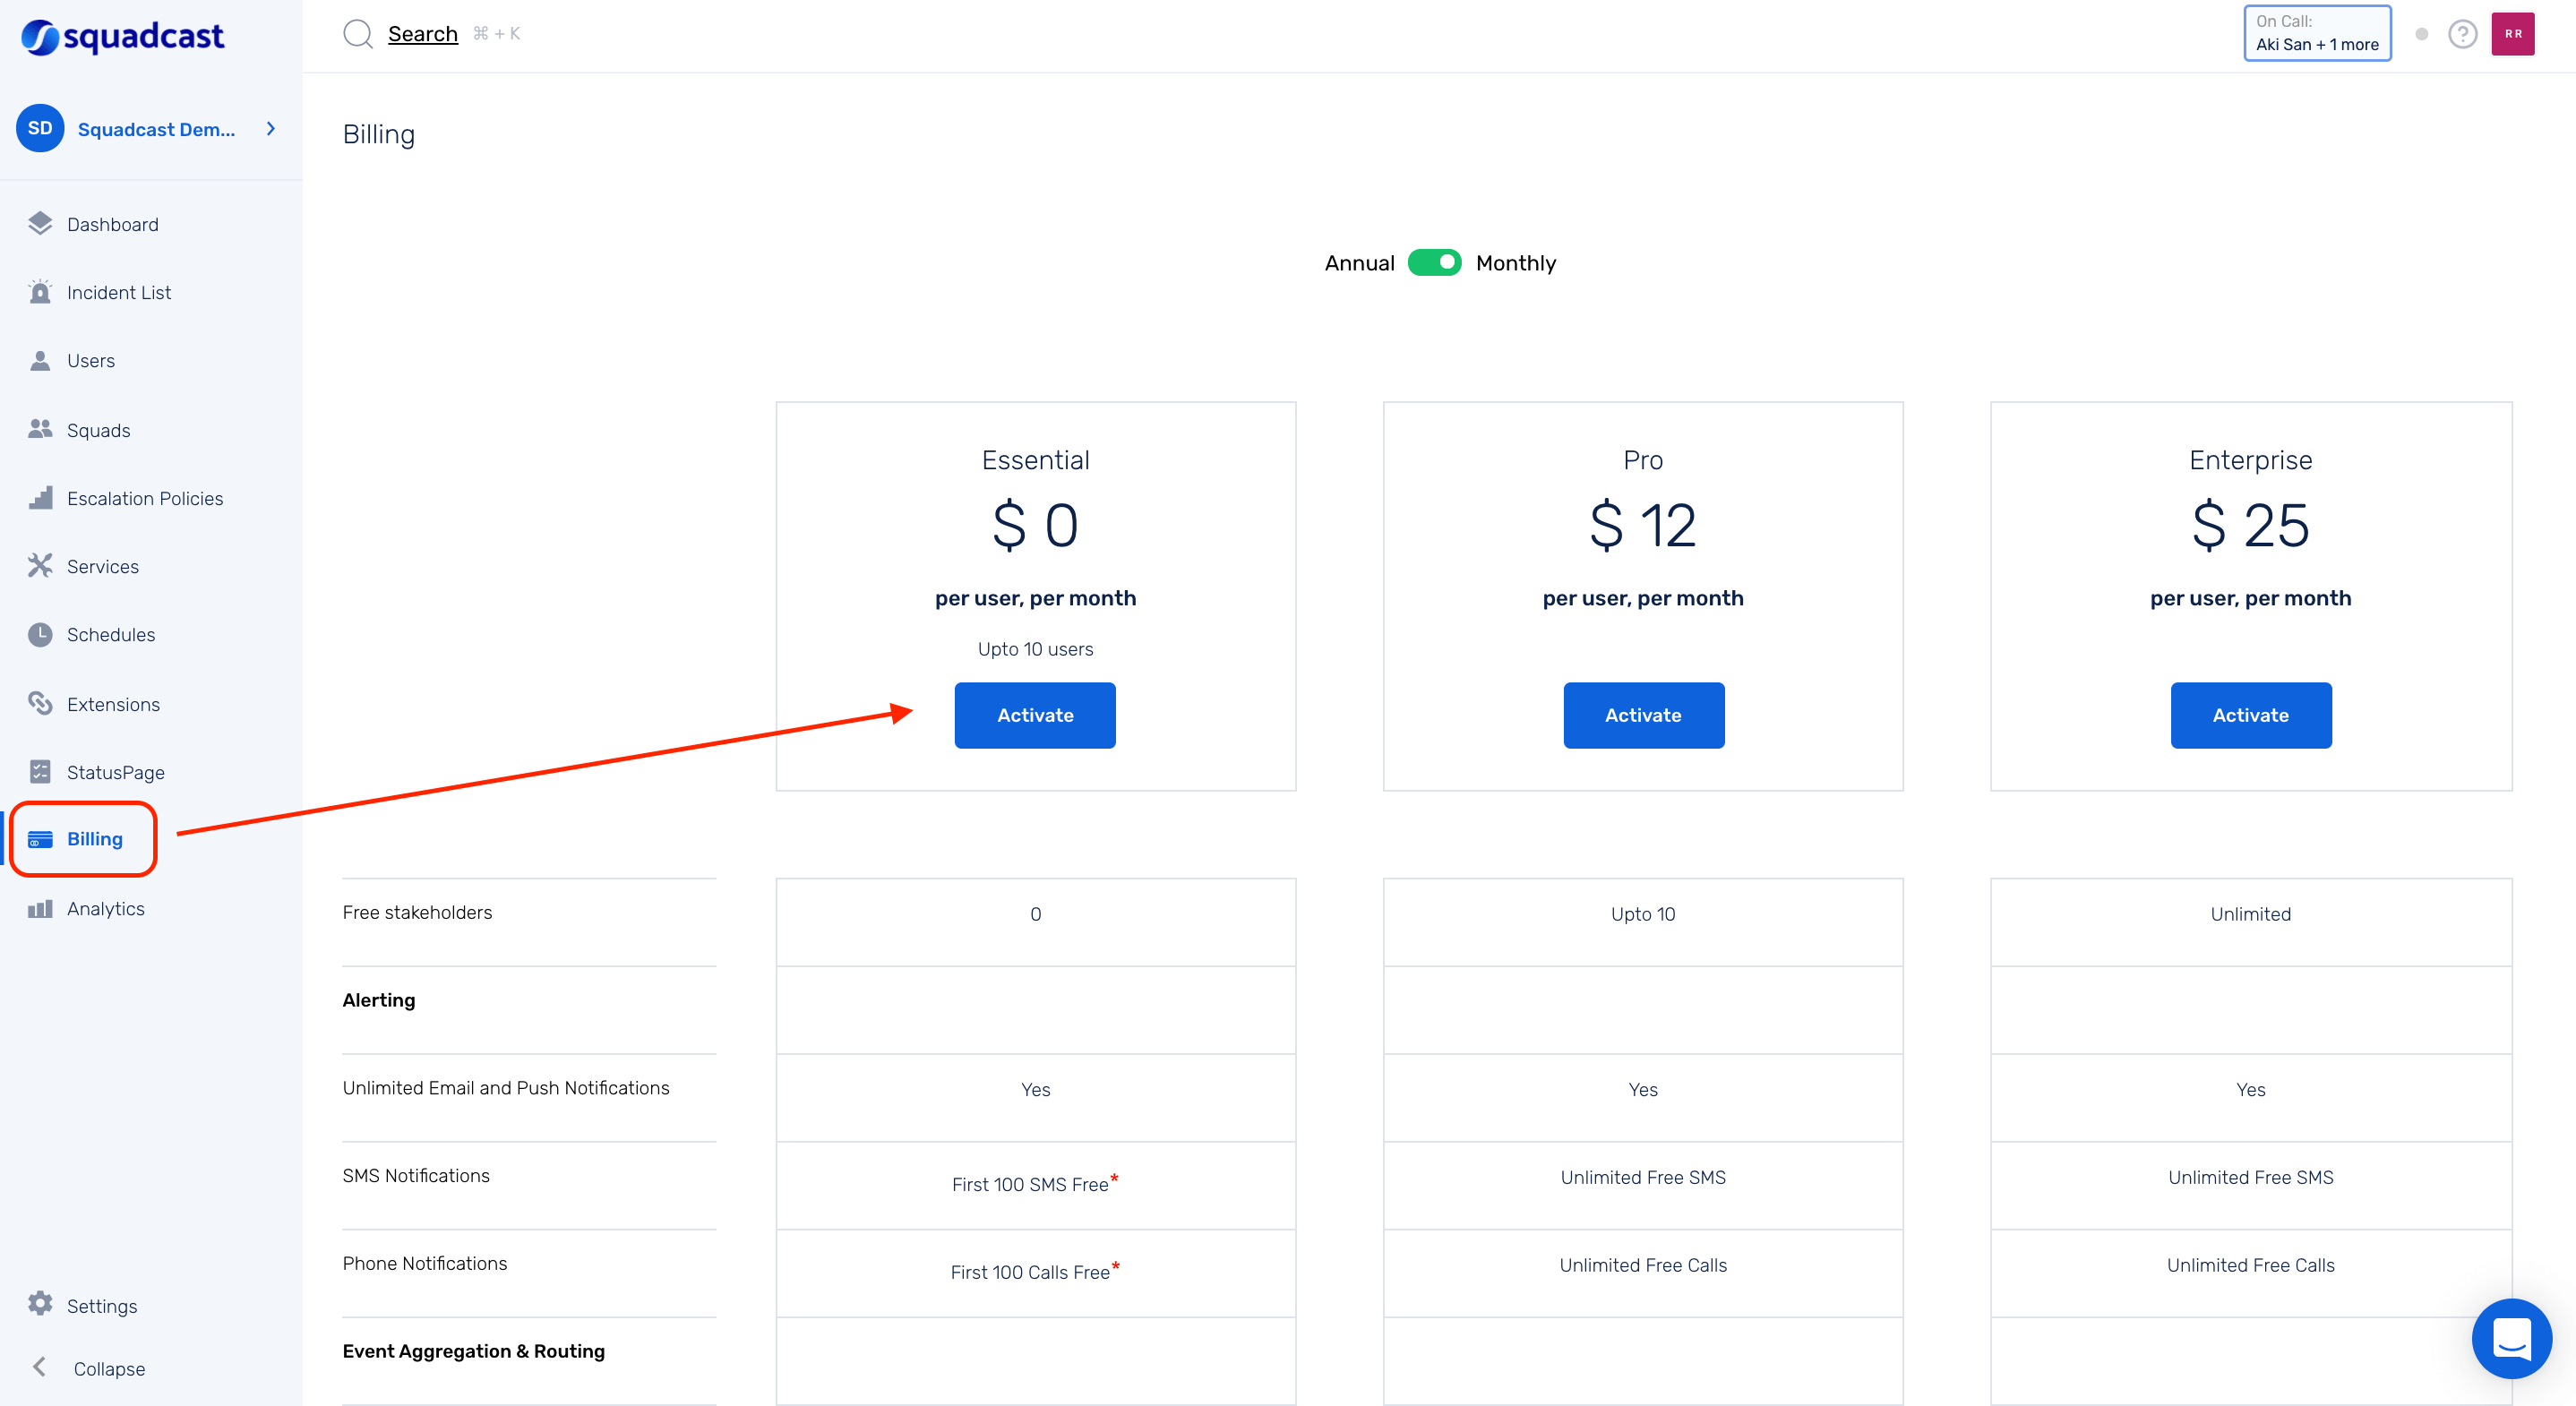 squadcast
Search ⌘ + K
On Call:
Aki San + 1 more
?
RR
SD
Squadcast Dem...
Dashboard
Incident List
Users
Squads
Escalation Policies
Services
Schedules
Extensions
StatusPage
Billing
Analytics
Settings
Collapse
Billing
Annual Monthly
Essential
$ 0
per user, per month
Upto 10 users
Activate
Pro
$ 12
per user, per month
Activate
Enterprise
$ 25
per user, per month
Activate
Free stakeholders 0 Upto 10 Unlimited
Alerting
Unlimited Email and Push Notifications Yes Yes Yes
SMS Notifications First 100 SMS Free* Unlimited Free SMS Unlimited Free SMS
Phone Notifications First 100 Calls Free* Unlimited Free Calls Unlimited Free Calls
Event Aggregation & Routing